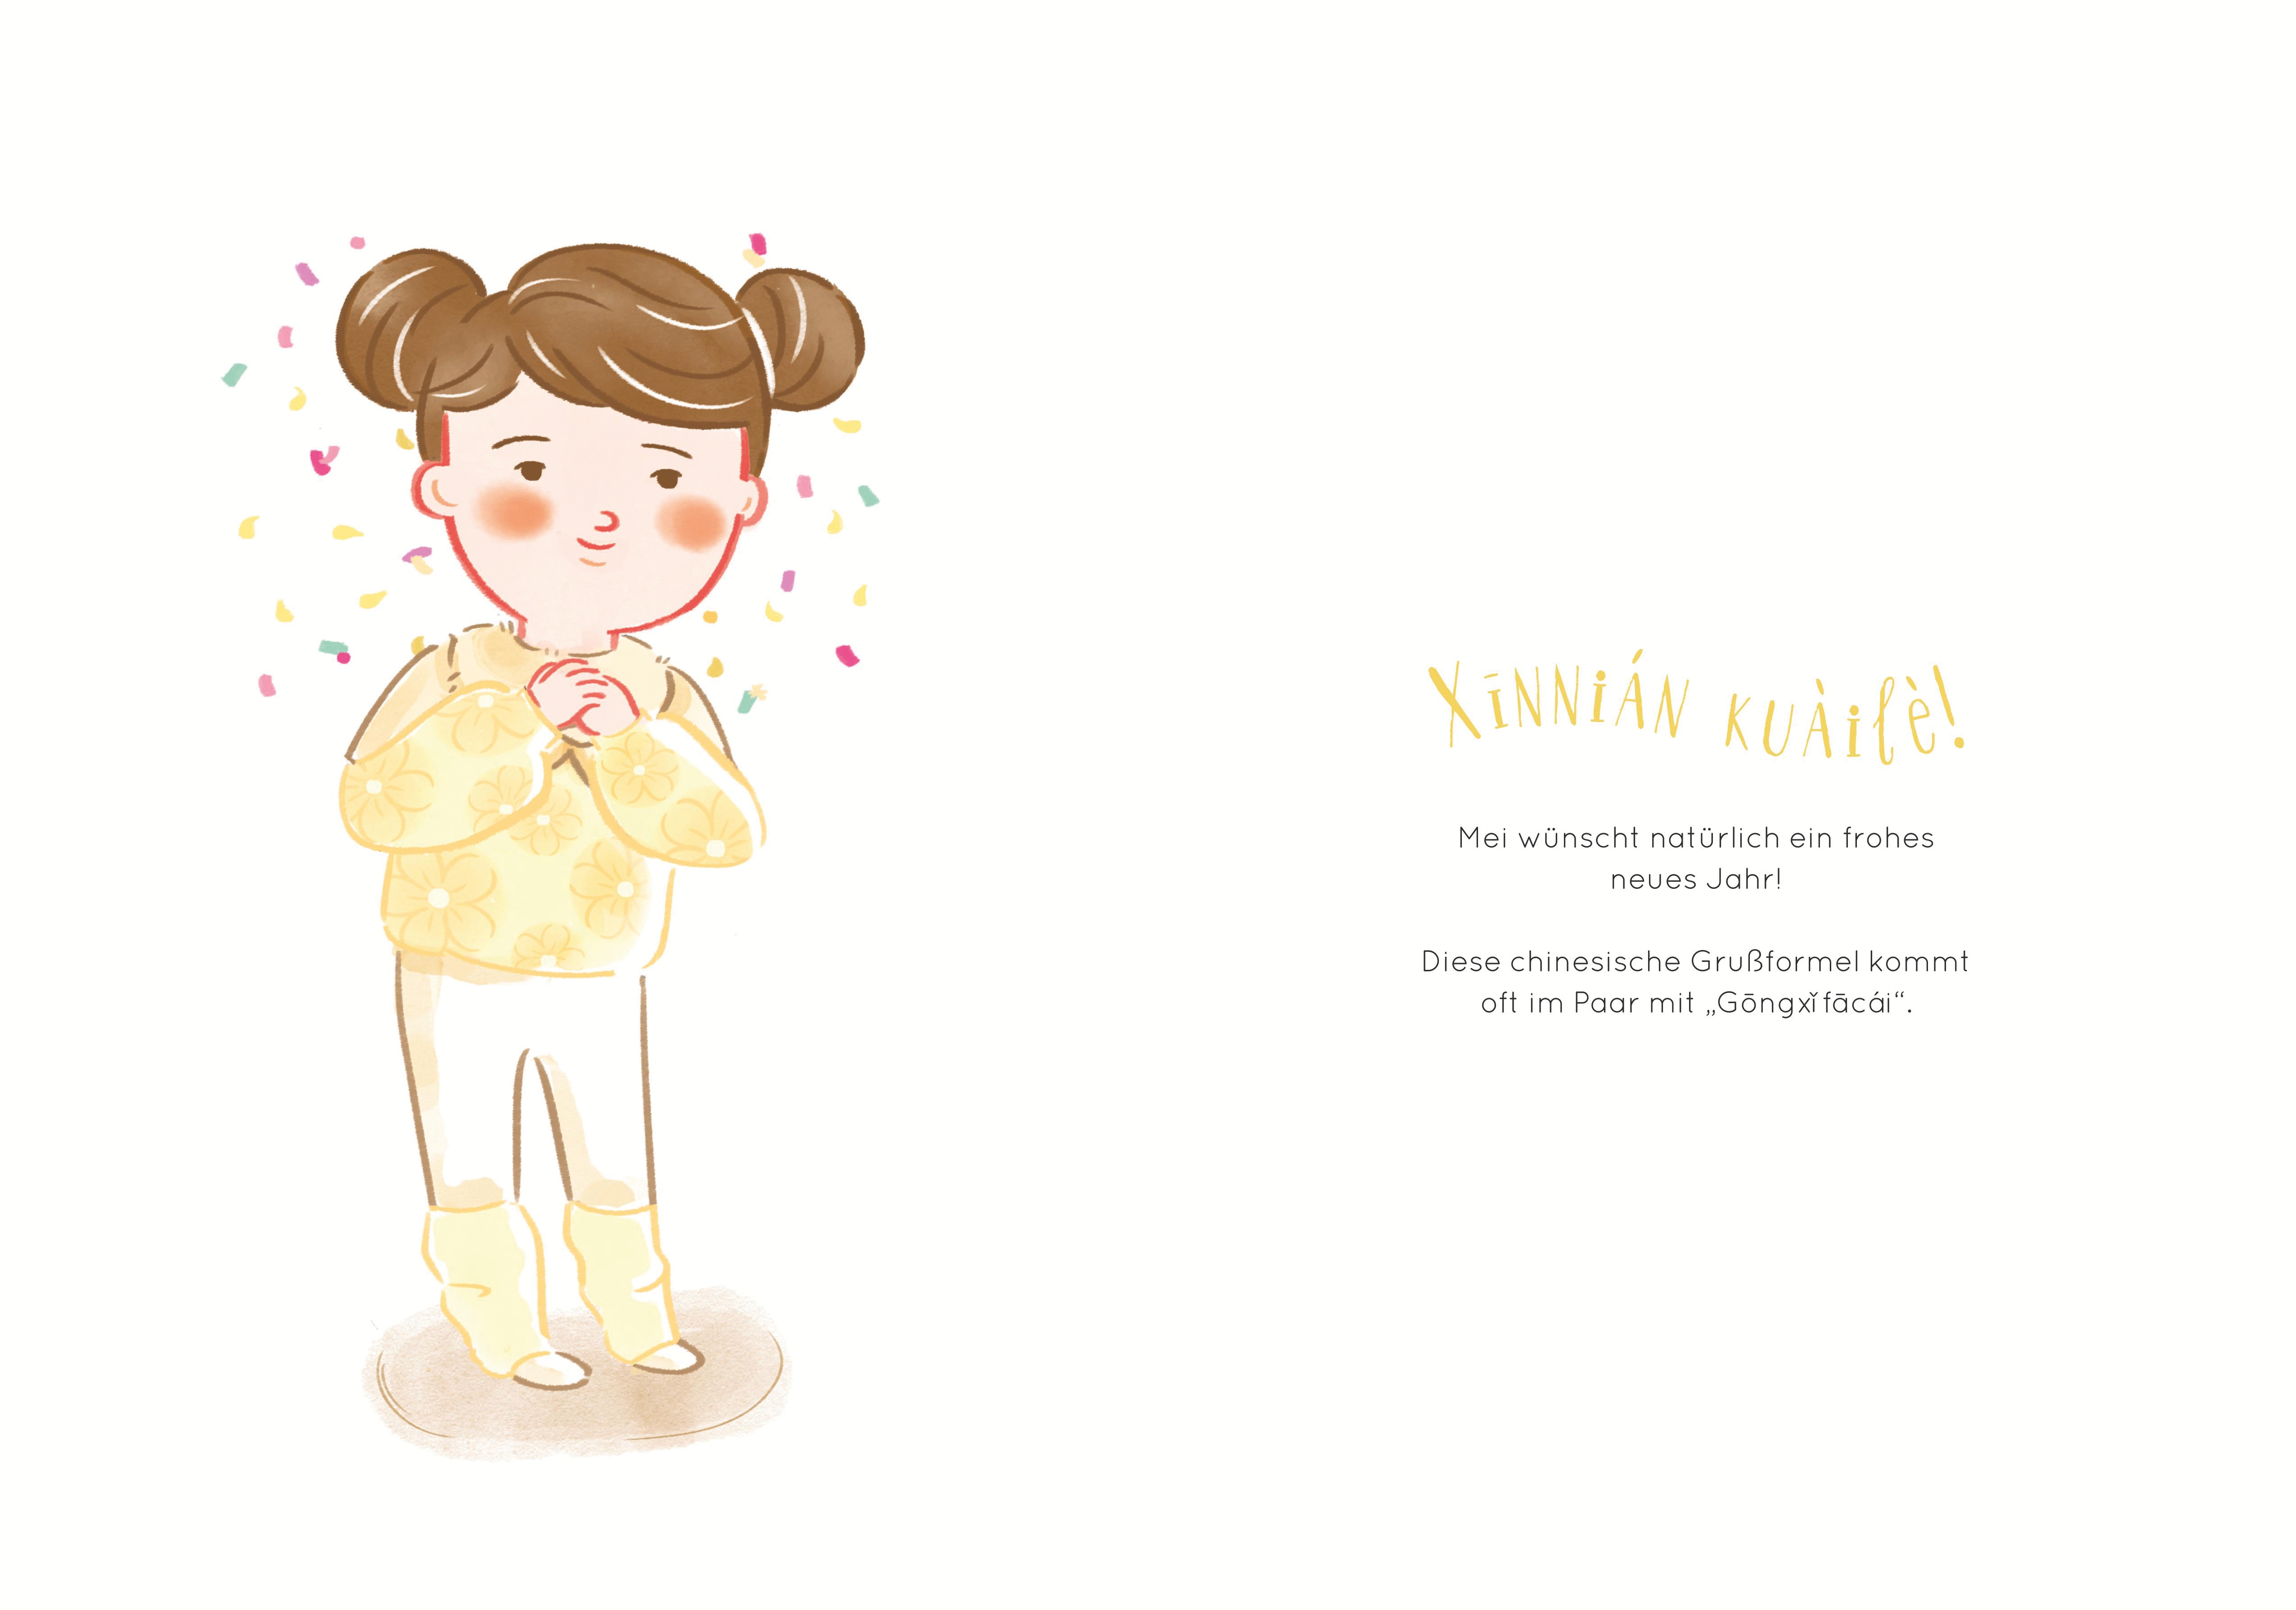 XīNNiÁN KUÀilè!
Mei wünscht natürlich ein frohes
neues Jahr!
Diese chinesische Grußformel kommt
oft im Paar mit „Gōngxǐ fācái“.